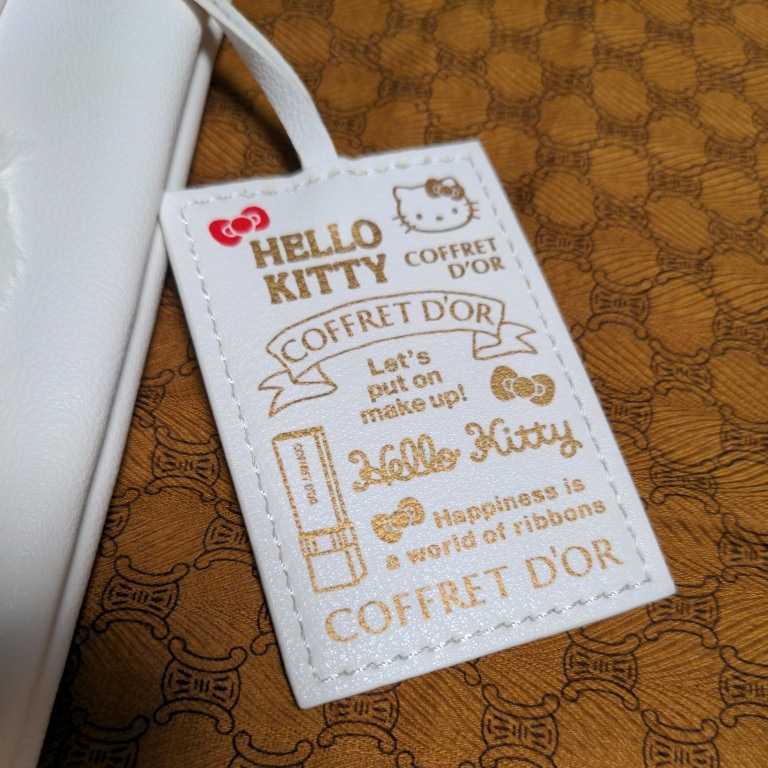 HELLO
KITTY
COFFRET
D'OR
COFFRET D'OR
Let's
put on
make up!
COFFRET D'OR
Hello Kitty
Happiness is
a world of ribbons
COFFRET D'OR